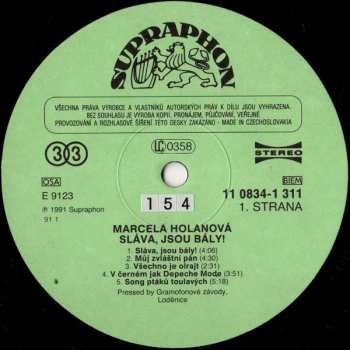 SUPRAPHON
VŠECHNA PRÁVA VÝROBCE A VLASTNÍKŮ AUTORSKÝCH PRÁV K DÍLU JSOU VYHRAZENA.
BEZ SOUHLASU JE VÝROBA KOPIÍ, PRONÁJEM, PŮJČOVÁNÍ, VEŘEJNÉ
PROVOZOVÁNÍ A ROZHLASOVÉ ŠÍŘENÍ TÉTO DESKY ZAKÁZÁNO - MADE IN CZECHOSLOVAKIA
33
LC 0358
STEREO
OSA
BIEM
E 9123
11 0834-1 311
154
1. STRANA
℗ 1991 Supraphon
91 1
MARCELA HOLANOVÁ
SLÁVA, JSOU BÁLY!
1. Sláva, jsou bály! (4:06)
2. Můj zvláštní pán (4:30)
3. Všechno je olrajt (2:31)
4. V černém jak Depeche Mode (3:51)
5. Song ptáků toulavých (5:18)
Pressed by Gramofonové závody,
Loděnice